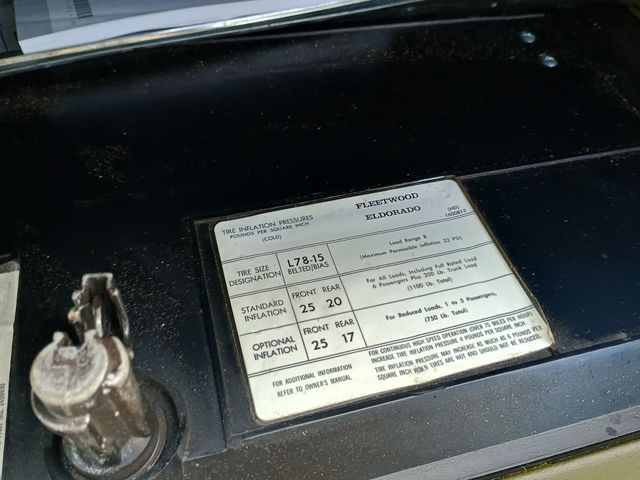 FLEETWOOD
ELDORADO
(HD)
1600813
TIRE INFLATION PRESSURES
POUNDS PER SQUARE INCH
(COLD)
TIRE SIZE
DESIGNATION
L78-15
BELTED/BIAS
Load Range B
(Maximum Permissible Inflation 32 PSI)
STANDARD
INFLATION
FRONT REAR
25 20
For All Loads, Including Full Rated Load
6 Passengers Plus 200 Lb. Trunk Load
(1100 Lb. Total)
OPTIONAL
INFLATION
FRONT REAR
25 17
For Reduced Loads, 1 to 5 Passengers,
(750 Lb. Total)
FOR ADDITIONAL INFORMATION
REFER TO OWNER'S MANUAL
FOR CONTINUOUS HIGH SPEED OPERATION (OVER 75 MILES PER HOUR)
INCREASE TIRE INFLATION PRESSURE 4 POUNDS PER SQUARE INCH.
TIRE INFLATION PRESSURE MAY INCREASE AS MUCH AS 6 POUNDS PER
SQUARE INCH WHEN TIRES ARE HOT AND SHOULD NOT BE REDUCED.